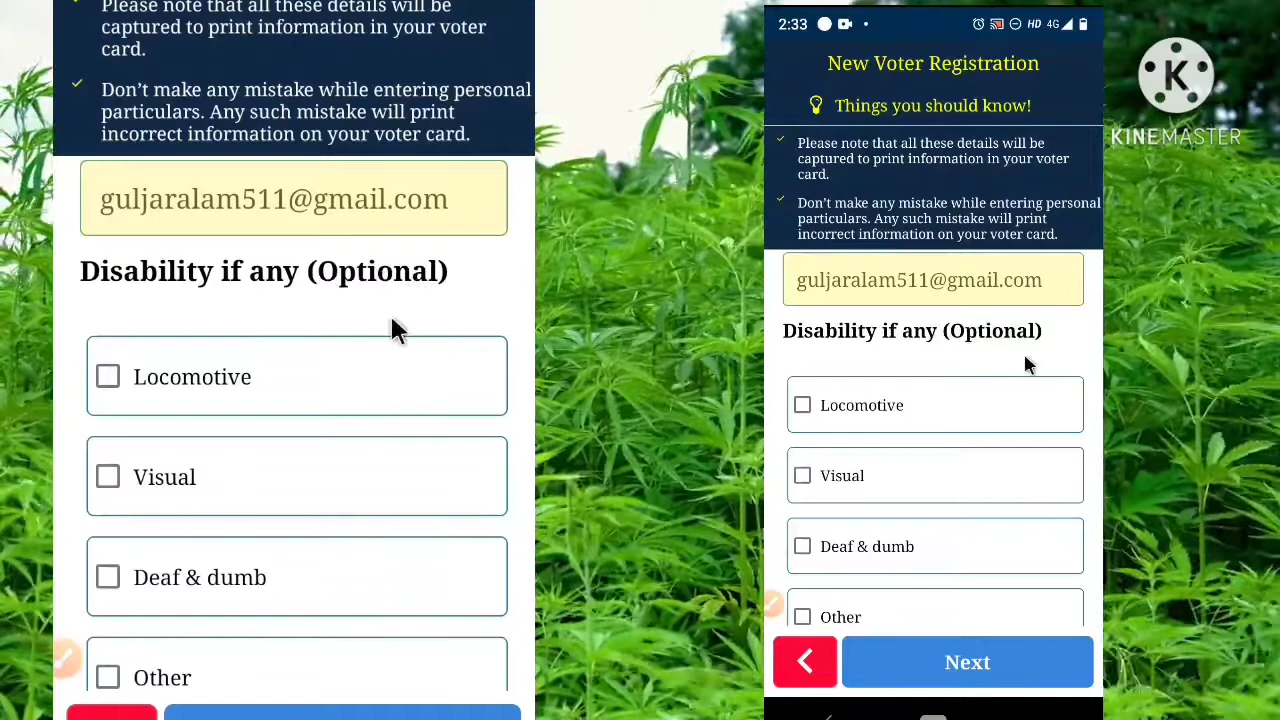 Please note that all these details will be
captured to print information in your voter
card.
Don’t make any mistake while entering personal
particulars. Any such mistake will print
incorrect information on your voter card.
guljaralam511@gmail.com
Disability if any (Optional)
Locomotive
Visual
Deaf & dumb
Other
2:33
HD 4G
New Voter Registration
Things you should know!
Please note that all these details will be
captured to print information in your voter
card.
Don’t make any mistake while entering personal
particulars. Any such mistake will print
incorrect information on your voter card.
guljaralam511@gmail.com
Disability if any (Optional)
Locomotive
Visual
Deaf & dumb
Other
Next
K
KINEMASTER